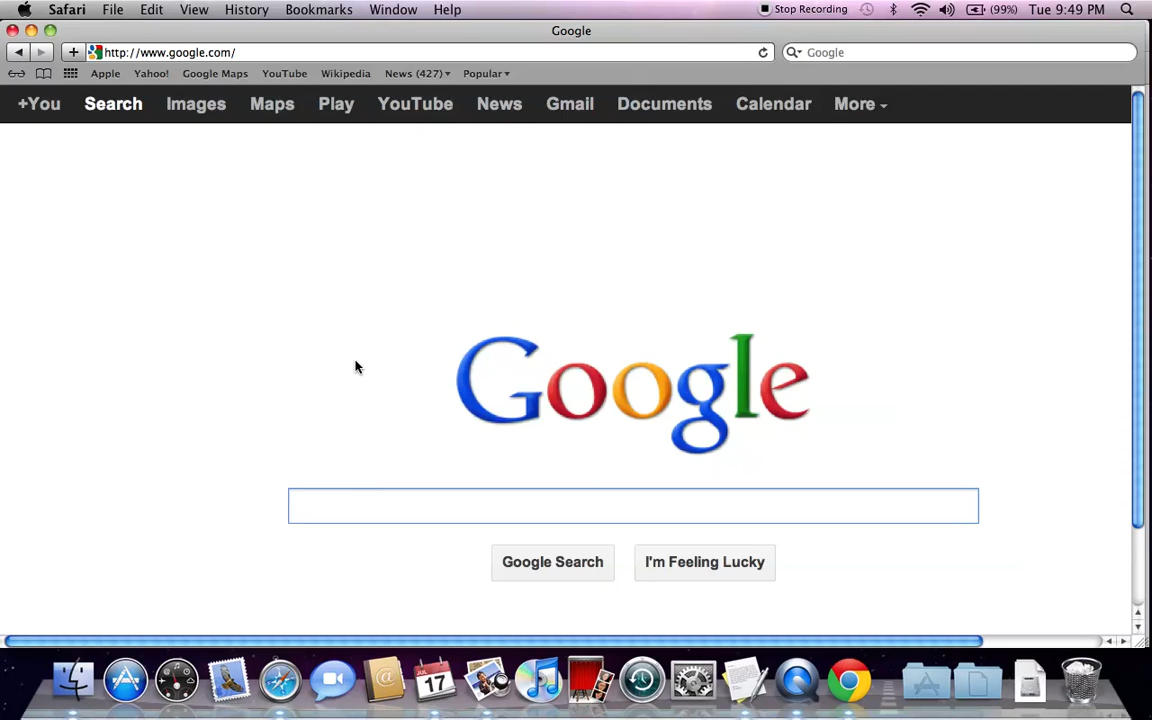 Safari File Edit View History Bookmarks Window Help Stop Recording (99%) Tue 9:49 PM
Google
http://www.google.com/ Google
Apple Yahoo! Google Maps YouTube Wikipedia News (427) Popular
+You Search Images Maps Play YouTube News Gmail Documents Calendar More
Google
Google Search I'm Feeling Lucky
JUL 17